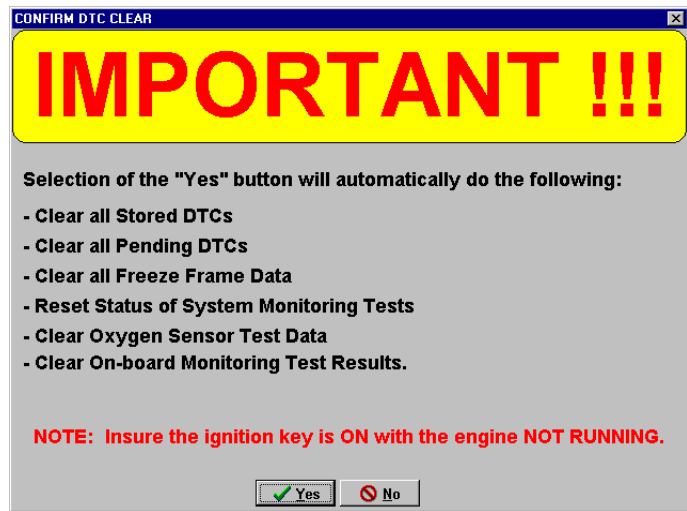 CONFIRM DTC CLEAR
IMPORTANT !!!
Selection of the "Yes" button will automatically do the following:
- Clear all Stored DTCs
- Clear all Pending DTCs
- Clear all Freeze Frame Data
- Reset Status of System Monitoring Tests
- Clear Oxygen Sensor Test Data
- Clear On-board Monitoring Test Results.
NOTE:  Insure the ignition key is ON with the engine NOT RUNNING.
Yes No